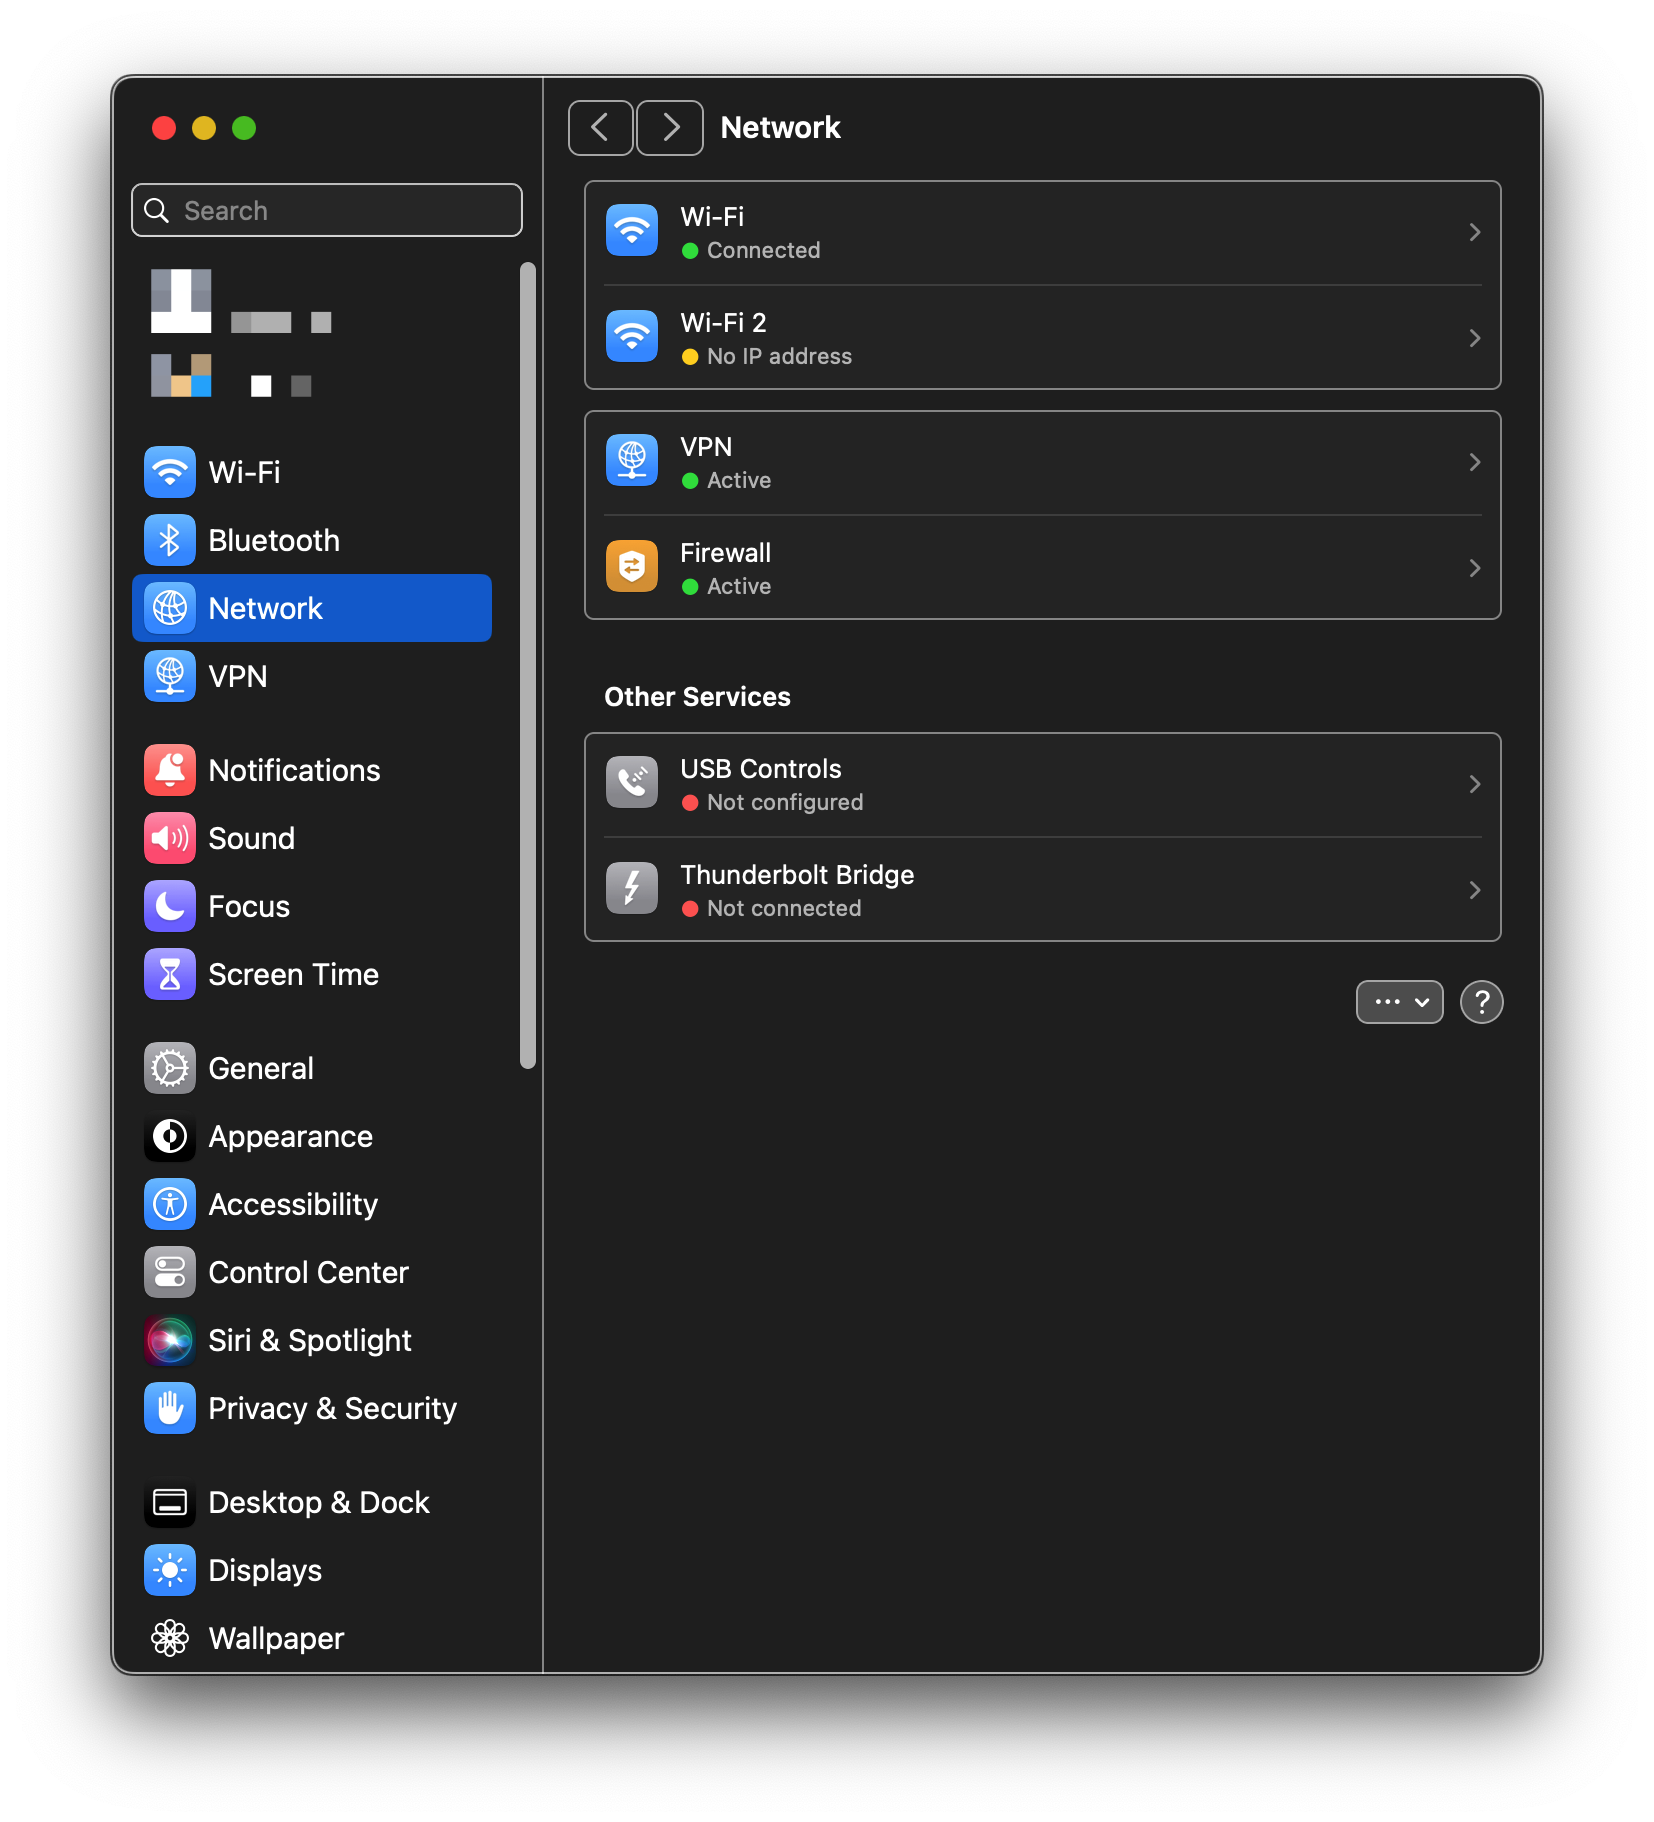 Search
Wi-Fi
Bluetooth
Network
VPN
Notifications
Sound
Focus
Screen Time
General
Appearance
Accessibility
Control Center
Siri & Spotlight
Privacy & Security
Desktop & Dock
Displays
Wallpaper
Network
Wi-Fi
Connected
Wi-Fi 2
No IP address
VPN
Active
Firewall
Active
Other Services
USB Controls
Not configured
Thunderbolt Bridge
Not connected
... 
?